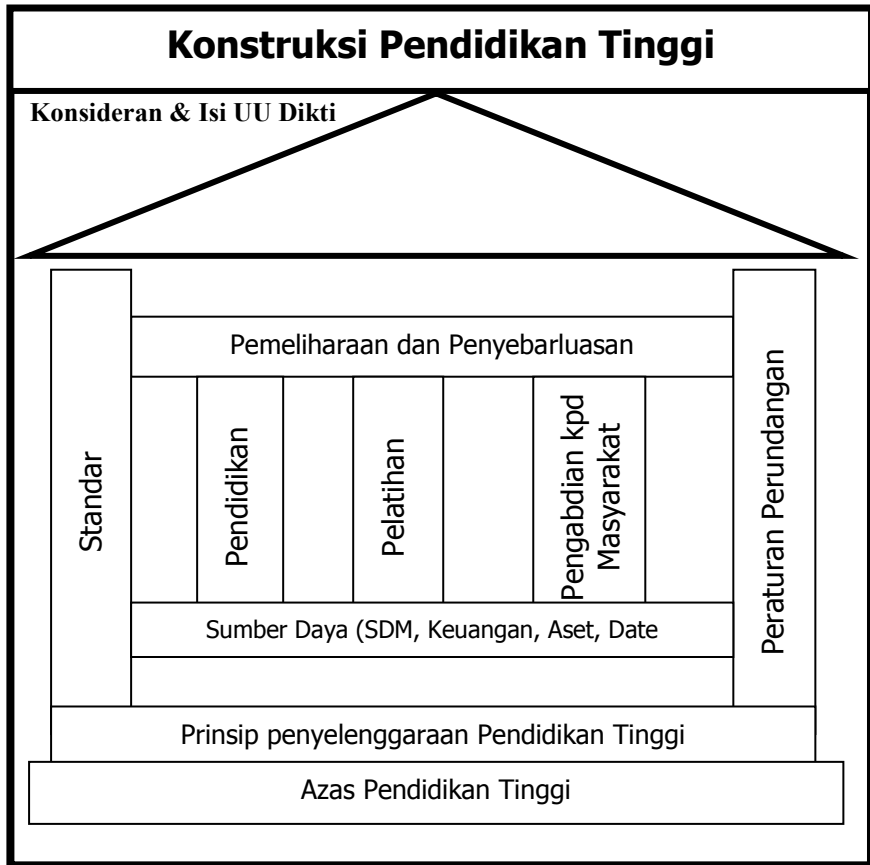 Konstruksi Pendidikan Tinggi
Konsideran & Isi UU Dikti
Pemeliharaan dan Penyebarluasan
Standar
Pendidikan
Pelatihan
Pengabdian kpd
Masyarakat
Peraturan Perundangan
Sumber Daya (SDM, Keuangan, Aset, Date
Prinsip penyelenggaraan Pendidikan Tinggi
Azas Pendidikan Tinggi